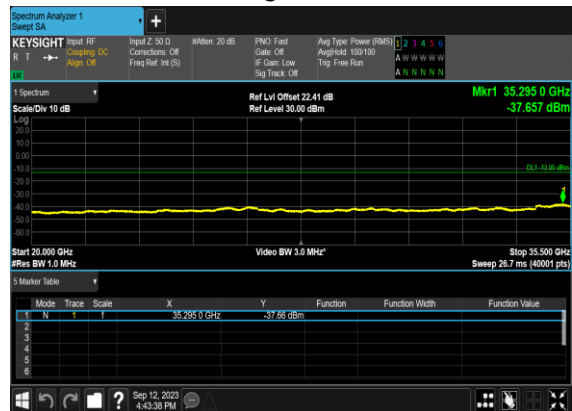 Spectrum Analyzer 1
Swept SA
+
KEYSIGHT Input: RF Input Z: 50 Ω #Atten: 20 dB PNO: Fast Avg Type: Power (RMS) 1 2 3 4 5 6
R T Coupling: DC Corrections: Off Gate: Off Avg|Hold: 100/100 A W W W W W
Align: Off Freq Ref: Int (S) IF Gain: Low Trig: Free Run
LW Sig Track: Off A N N N N N
1 Spectrum Ref Lvl Offset 22.41 dB Mkr1 35.295 0 GHz
Scale/Div 10 dB Ref Level 30.00 dBm -37.657 dBm
Log
20.0
10.0
0.00
-10.0 DL1 -13.00 dBm
-20.0
-30.0 1
-40.0
-50.0
-60.0
Start 20.000 GHz Video BW 3.0 MHz* Stop 35.500 GHz
#Res BW 1.0 MHz Sweep 26.7 ms (40001 pts)
5 Marker Table
Mode Trace Scale X Y Function Function Width Function Value
1 N 1 f 35.295 0 GHz -37.66 dBm
2
3
4
5
6
? Sep 12, 2023
4:43:38 PM